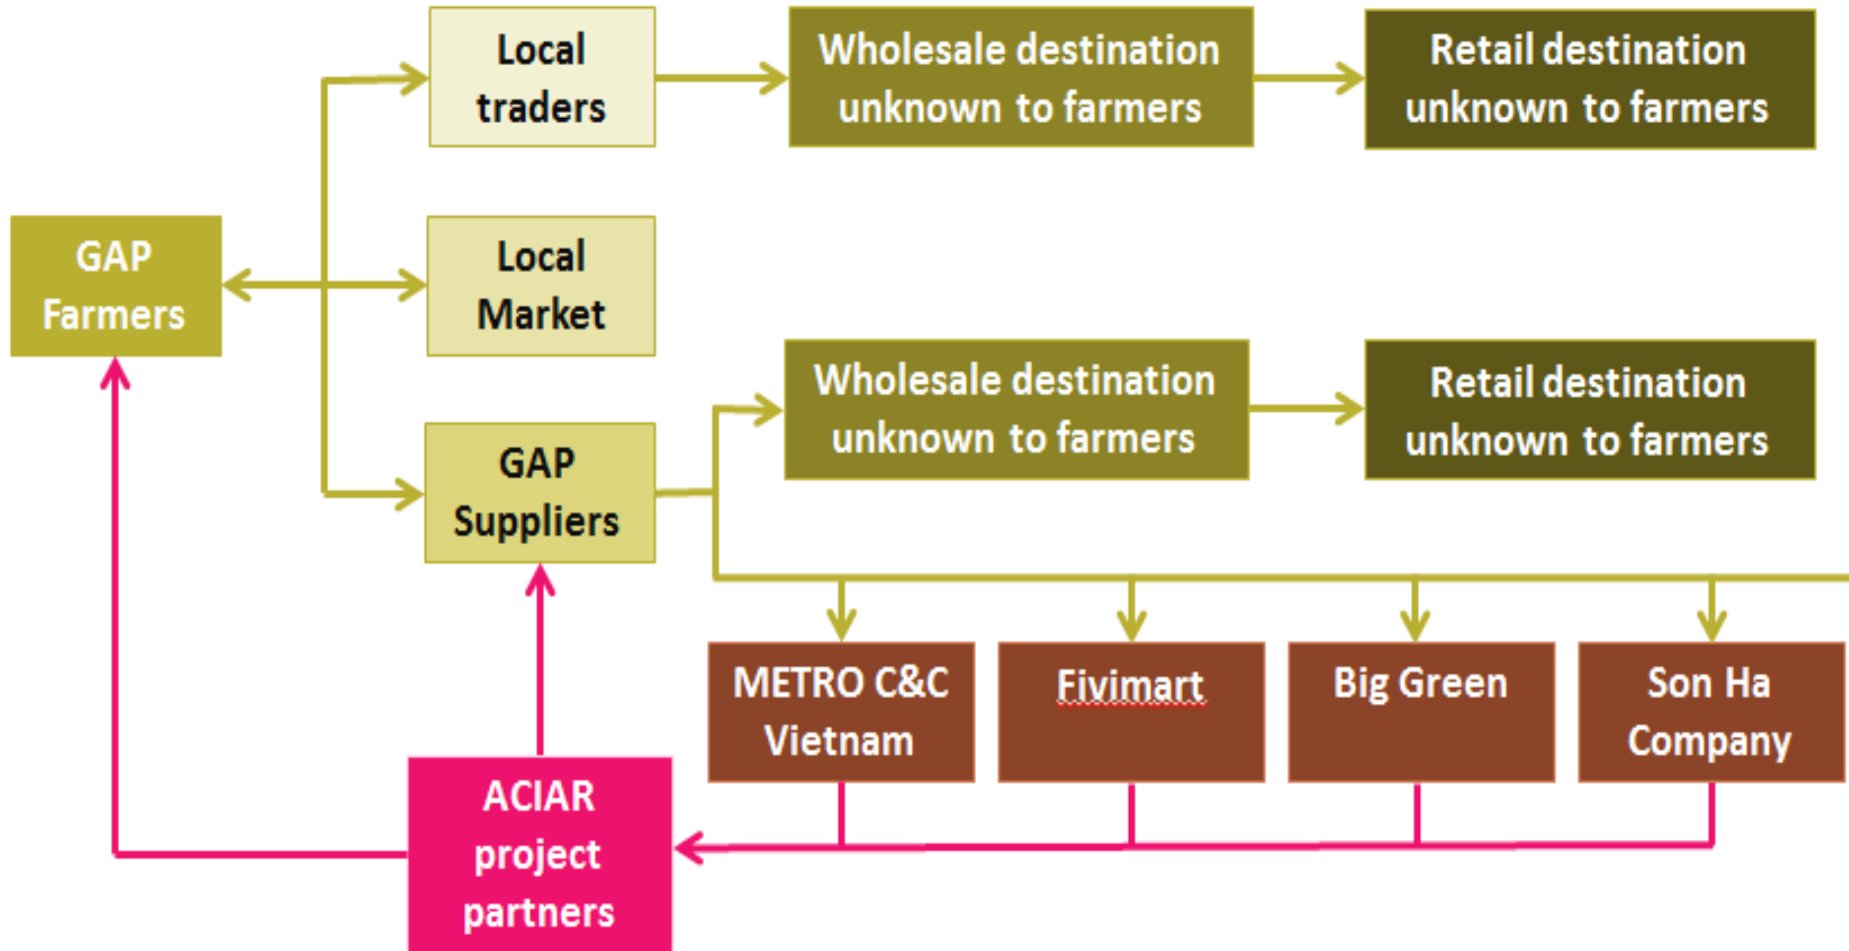 Local
traders
Wholesale destination
unknown to farmers
Retail destination
unknown to farmers
GAP
Farmers
Local
Market
Wholesale destination
unknown to farmers
Retail destination
unknown to farmers
GAP
Suppliers
METRO C&C
Vietnam
Fivimart
Big Green
Son Ha
Company
ACIAR
project
partners